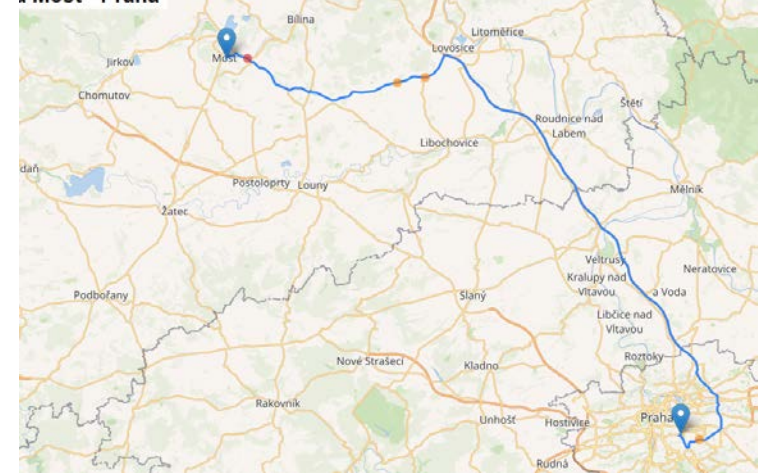 Most - Praha
Bílina
Litoměřice
Lovosice
Most
Jirkov
Chomutov
Štětí
Roudnice nad
Labem
Libochovice
daň
Postoloprty
Louny
Mělník
Žatec
Veltrusy
Neratovice
Kralupy nad
Vltavou
a Voda
Podbořany
Slaný
Libčice nad
Vltavou
Roztoky
Nové Strašecí
Kladno
Rakovník
Praha
Unhošť
Hostivice
Rudná